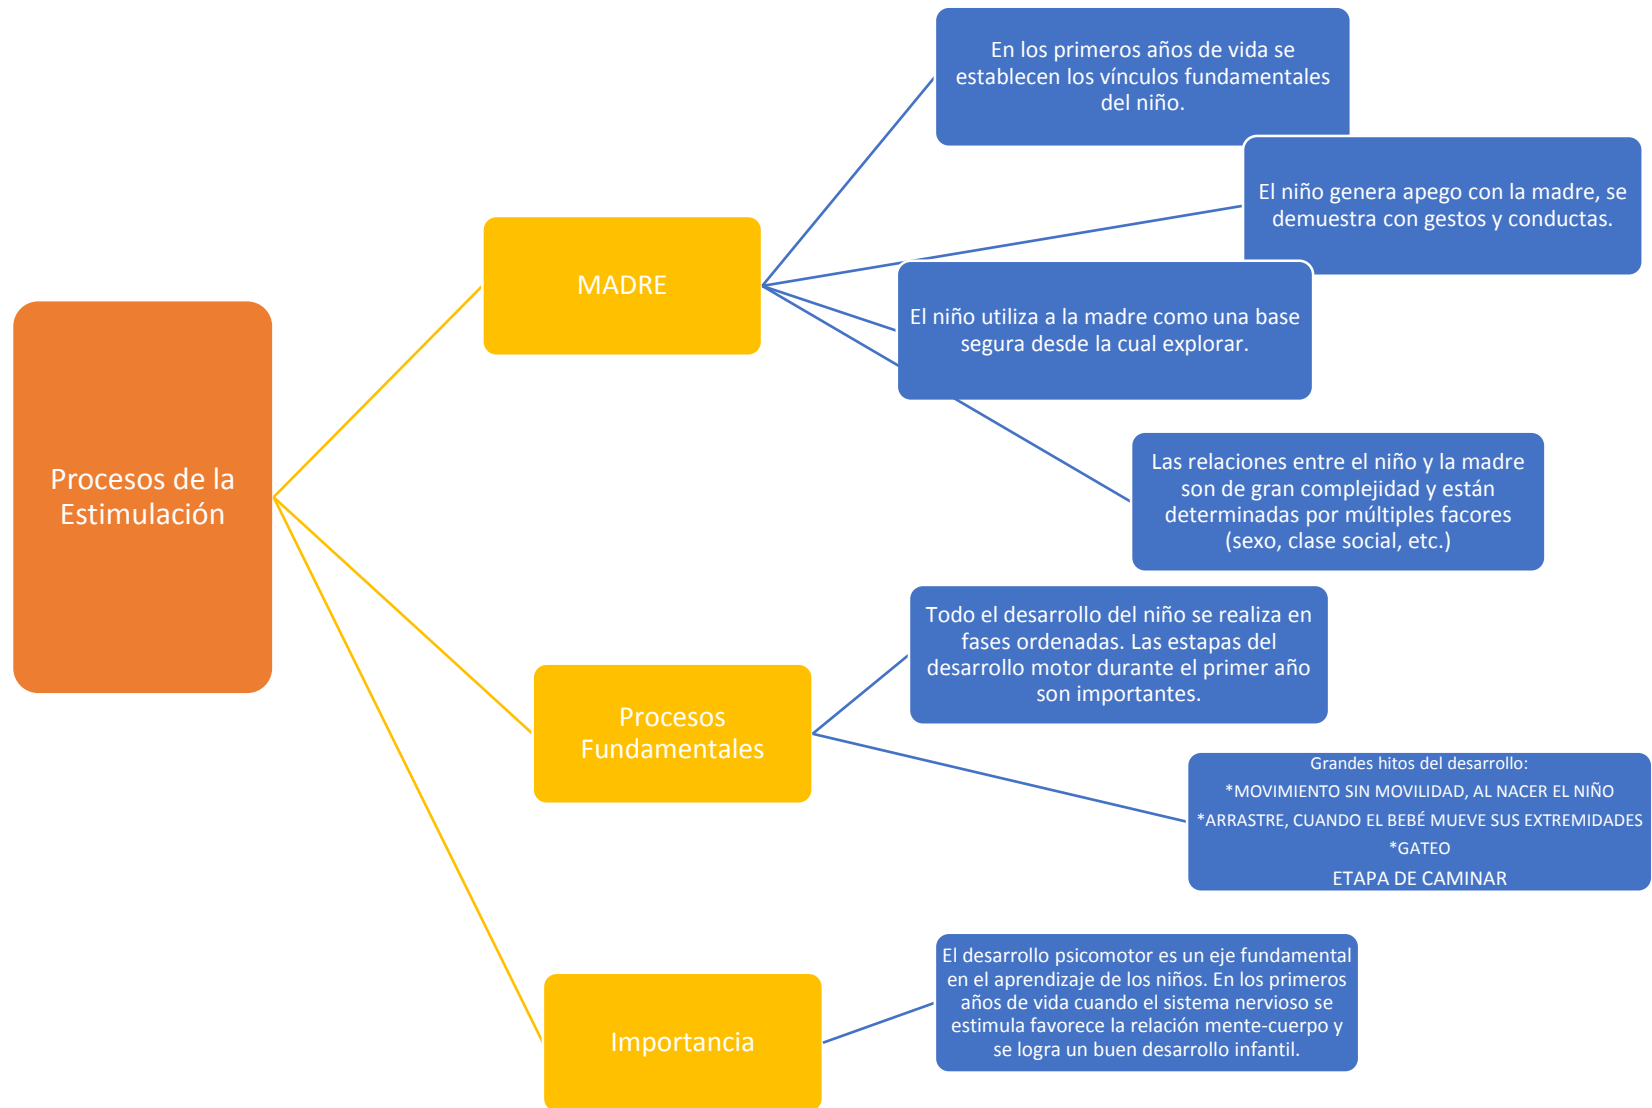 Procesos de la
Estimulación
MADRE
En los primeros años de vida se
establecen los vínculos fundamentales
del niño.
El niño genera apego con la madre, se
demuestra con gestos y conductas.
El niño utiliza a la madre como una base
segura desde la cual explorar.
Las relaciones entre el niño y la madre
son de gran complejidad y están
determinadas por múltiples facores
(sexo, clase social, etc.)
Procesos
Fundamentales
Todo el desarrollo del niño se realiza en
fases ordenadas. Las estapas del
desarrollo motor durante el primer año
son importantes.
Grandes hitos del desarrollo:
*MOVIMIENTO SIN MOVILIDAD, AL NACER EL NIÑO
*ARRASTRE, CUANDO EL BEBÉ MUEVE SUS EXTREMIDADES
*GATEO
ETAPA DE CAMINAR
Importancia
El desarrollo psicomotor es un eje fundamental
en el aprendizaje de los niños. En los primeros
años de vida cuando el sistema nervioso se
estimula favorece la relación mente-cuerpo y
se logra un buen desarrollo infantil.